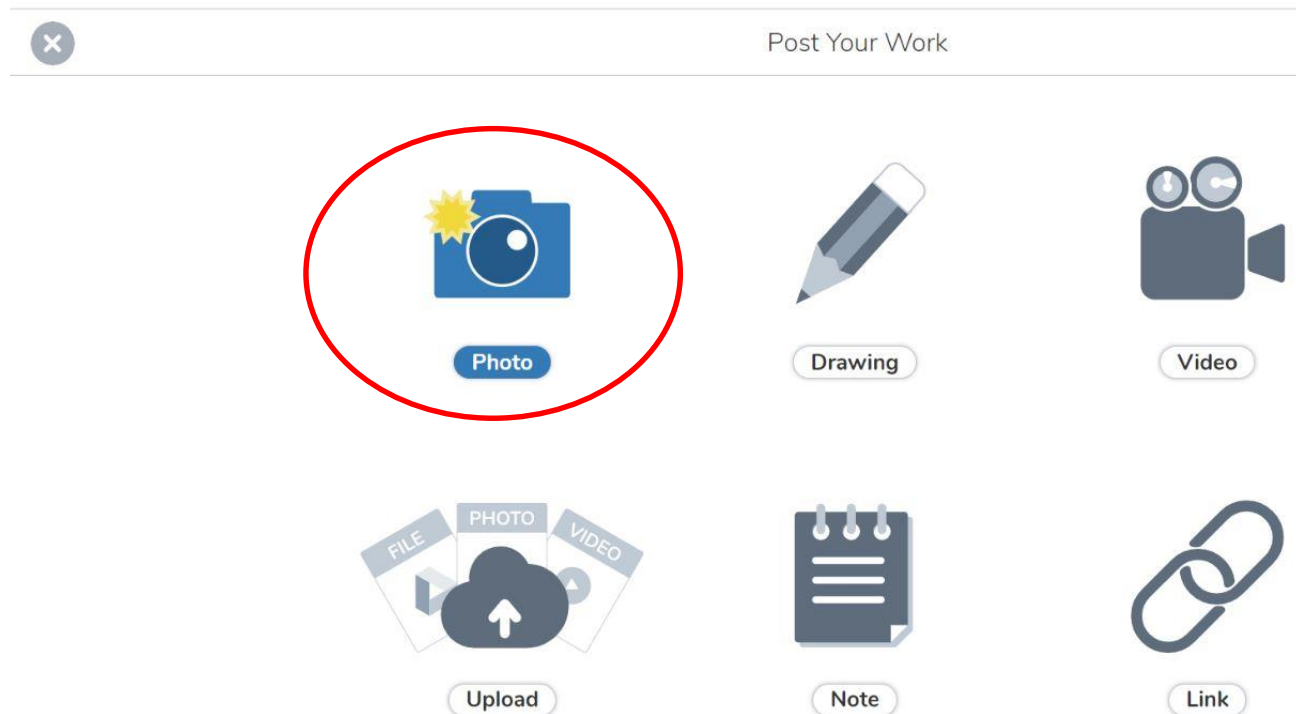 Post Your Work
Photo
Drawing
Video
FILE
PHOTO
VIDEO
Upload
Note
Link